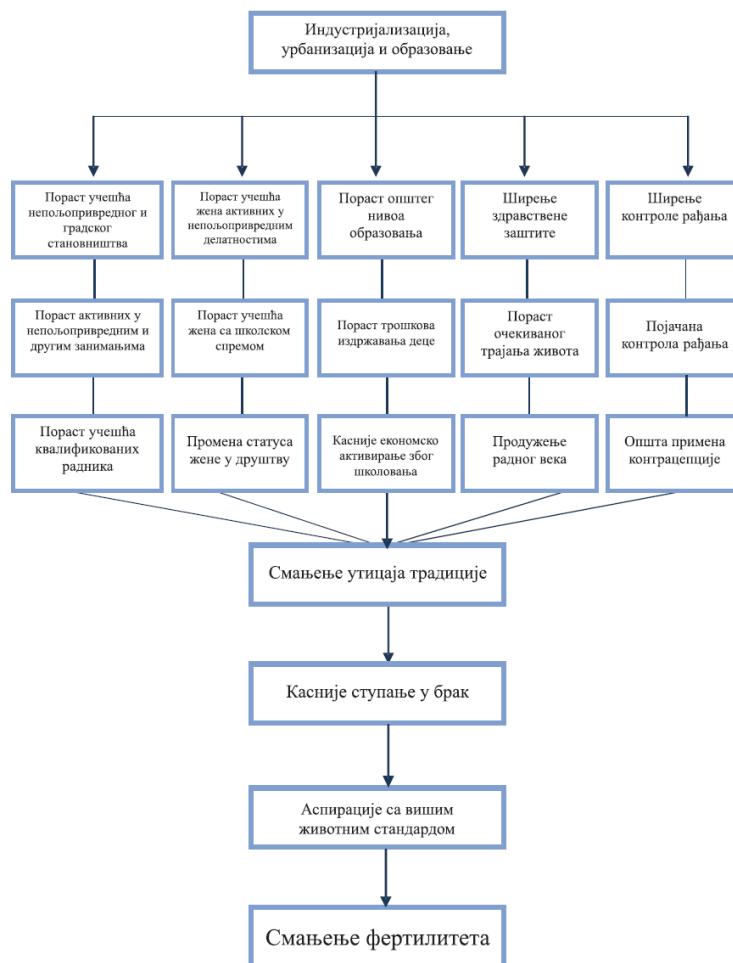 Индустријализација,
урбанизација и образовање
Пораст учешћа
непољопривредног и
градског
становништва
Пораст учешћа
жена активних у
непољопривредним
делатностима
Пораст општег
нивоа
образовања
Ширење
здравствене
заштите
Ширење
контроле рађања
Пораст активних у
непољопривредним и
другим занимањима
Пораст учешћа
жена са школском
спремом
Пораст трошкова
издржавања деце
Пораст
очекиваног
трајања живота
Појачана
контрола рађања
Пораст учешћа
квалификованих
радника
Промена статуса
жене у друштву
Касније економско
активирање због
школовања
Продужење
радног века
Општа примена
контрацепције
Смањење утицаја традиције
Касније ступање у брак
Аспирације са вишим
животним стандардом
Смањење фертилитета